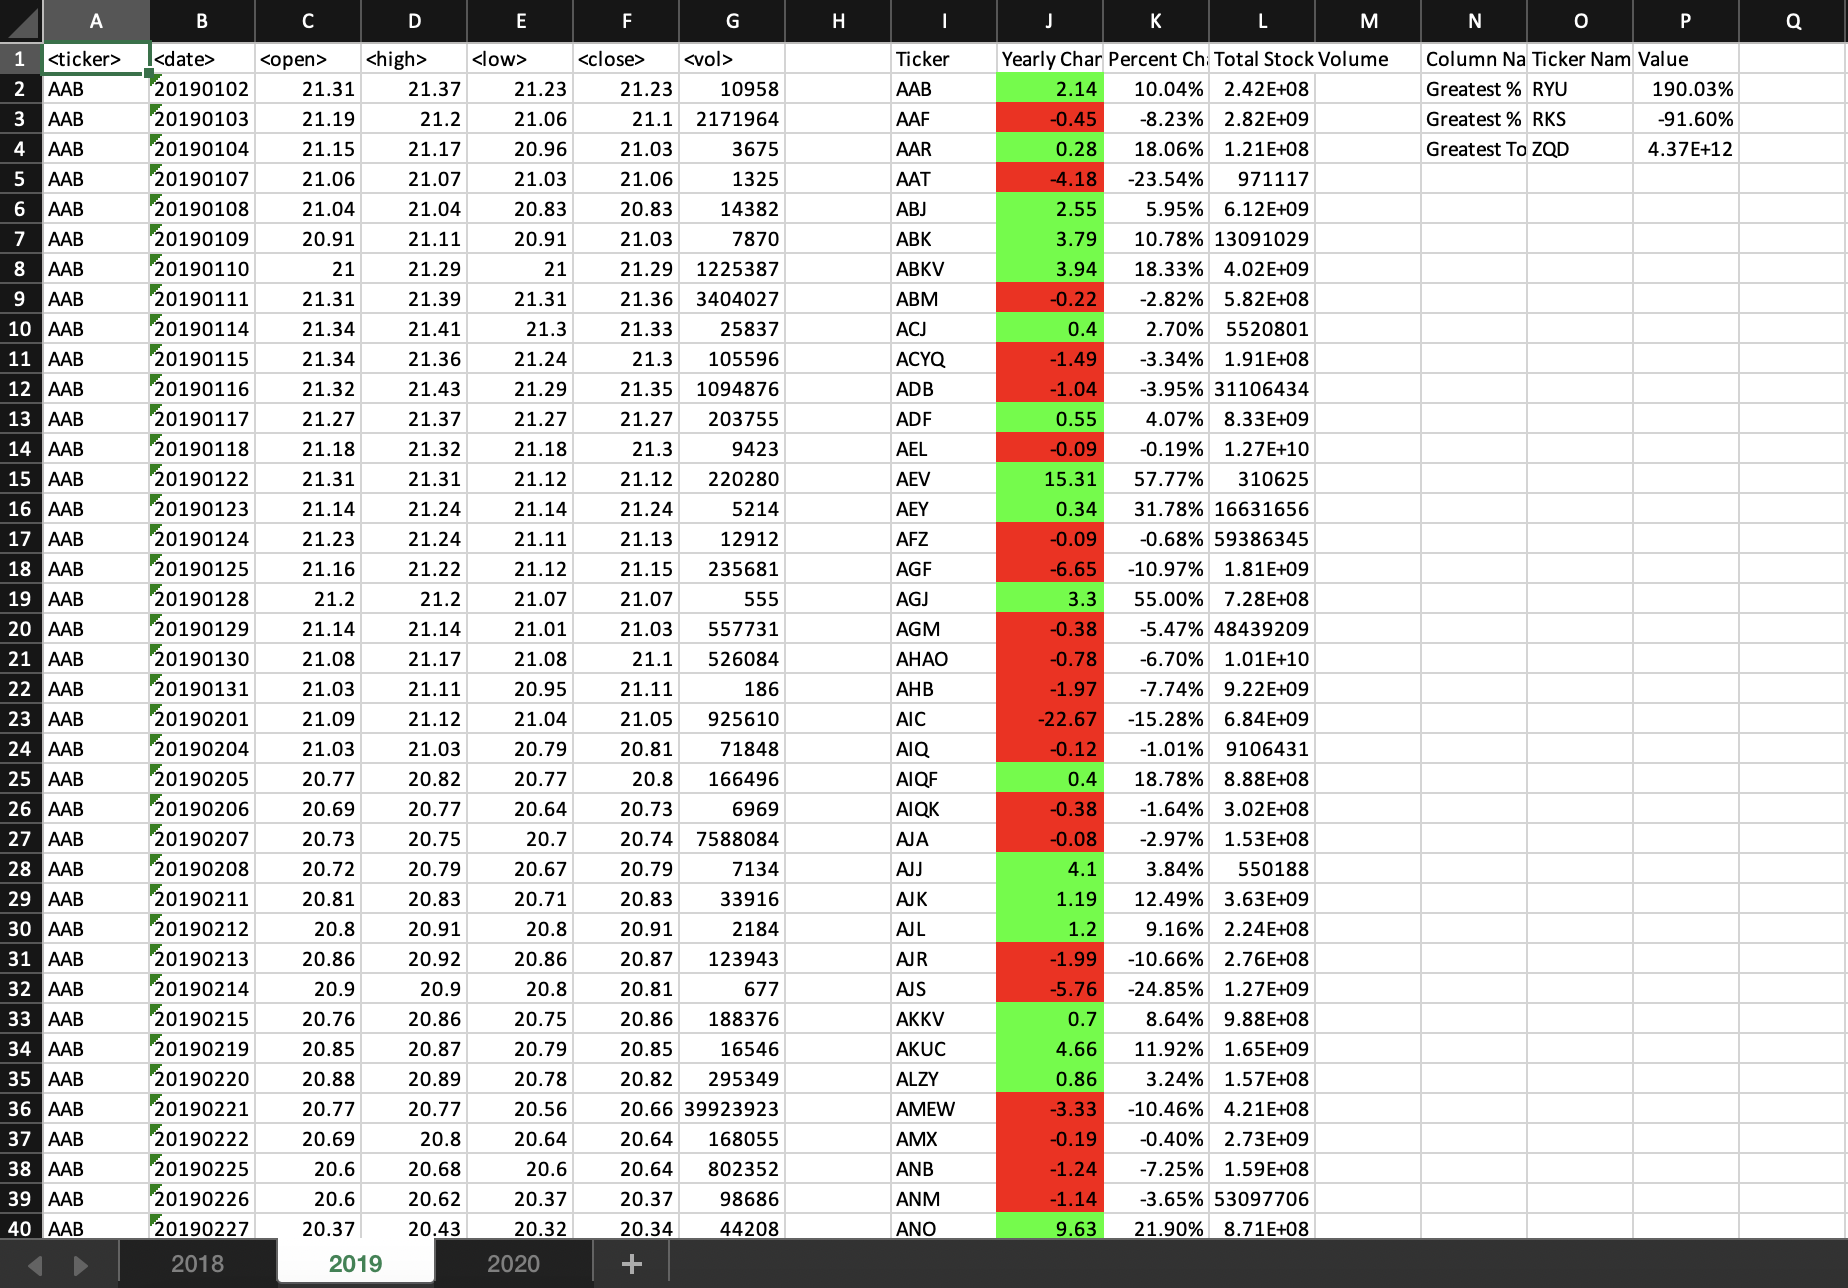 A B C D E F G H I J K L M N O P Q
1 <ticker> <date> <open> <high> <low> <close> <vol> Ticker Yearly Char Percent Ch Total Stock Volume Column Na Ticker Nam Value
2 AAB 20190102 21.31 21.37 21.23 21.23 10958 AAB 2.14 10.04% 2.42E+08 Greatest % RYU 190.03%
3 AAB 20190103 21.19 21.2 21.06 21.1 2171964 AAF -0.45 -8.23% 2.82E+09 Greatest % RKS -91.60%
4 AAB 20190104 21.15 21.17 20.96 21.03 3675 AAR 0.28 18.06% 1.21E+08 Greatest To ZQD 4.37E+12
5 AAB 20190107 21.06 21.07 21.03 21.06 1325 AAT -4.18 -23.54% 971117
6 AAB 20190108 21.04 21.04 20.83 20.83 14382 ABJ 2.55 5.95% 6.12E+09
7 AAB 20190109 20.91 21.11 20.91 21.03 7870 ABK 3.79 10.78% 13091029
8 AAB 20190110 21 21.29 21 21.29 1225387 ABKV 3.94 18.33% 4.02E+09
9 AAB 20190111 21.31 21.39 21.31 21.36 3404027 ABM -0.22 -2.82% 5.82E+08
10 AAB 20190114 21.34 21.41 21.3 21.33 25837 ACJ 0.4 2.70% 5520801
11 AAB 20190115 21.34 21.36 21.24 21.3 105596 ACYQ -1.49 -3.34% 1.91E+08
12 AAB 20190116 21.32 21.43 21.29 21.35 1094876 ADB -1.04 -3.95% 31106434
13 AAB 20190117 21.27 21.37 21.27 21.27 203755 ADF 0.55 4.07% 8.33E+09
14 AAB 20190118 21.18 21.32 21.18 21.3 9423 AEL -0.09 -0.19% 1.27E+10
15 AAB 20190122 21.31 21.31 21.12 21.12 220280 AEV 15.31 57.77% 310625
16 AAB 20190123 21.14 21.24 21.14 21.24 5214 AEY 0.34 31.78% 16631656
17 AAB 20190124 21.23 21.24 21.11 21.13 12912 AFZ -0.09 -0.68% 59386345
18 AAB 20190125 21.16 21.22 21.12 21.15 235681 AGF -6.65 -10.97% 1.81E+09
19 AAB 20190128 21.2 21.2 21.07 21.07 555 AGJ 3.3 55.00% 7.28E+08
20 AAB 20190129 21.14 21.14 21.01 21.03 557731 AGM -0.38 -5.47% 48439209
21 AAB 20190130 21.08 21.17 21.08 21.1 526084 AHAO -0.78 -6.70% 1.01E+10
22 AAB 20190131 21.03 21.11 20.95 21.11 186 AHB -1.97 -7.74% 9.22E+09
23 AAB 20190201 21.09 21.12 21.04 21.05 925610 AIC -22.67 -15.28% 6.84E+09
24 AAB 20190204 21.03 21.03 20.79 20.81 71848 AIQ -0.12 -1.01% 9106431
25 AAB 20190205 20.77 20.82 20.77 20.8 166496 AIQF 0.4 18.78% 8.88E+08
26 AAB 20190206 20.69 20.77 20.64 20.73 6969 AIQK -0.38 -1.64% 3.02E+08
27 AAB 20190207 20.73 20.75 20.7 20.74 7588084 AJA -0.08 -2.97% 1.53E+08
28 AAB 20190208 20.72 20.79 20.67 20.79 7134 AJJ 4.1 3.84% 550188
29 AAB 20190211 20.81 20.83 20.71 20.83 33916 AJK 1.19 12.49% 3.63E+09
30 AAB 20190212 20.8 20.91 20.8 20.91 2184 AJL 1.2 9.16% 2.24E+08
31 AAB 20190213 20.86 20.92 20.86 20.87 123943 AJR -1.99 -10.66% 2.76E+08
32 AAB 20190214 20.9 20.9 20.8 20.81 677 AJS -5.76 -24.85% 1.27E+09
33 AAB 20190215 20.76 20.86 20.75 20.86 188376 AKKV 0.7 8.64% 9.88E+08
34 AAB 20190219 20.85 20.87 20.79 20.85 16546 AKUC 4.66 11.92% 1.65E+09
35 AAB 20190220 20.88 20.89 20.78 20.82 295349 ALZY 0.86 3.24% 1.57E+08
36 AAB 20190221 20.77 20.77 20.56 20.66 39923923 AMEW -3.33 -10.46% 4.21E+08
37 AAB 20190222 20.69 20.8 20.64 20.64 168055 AMX -0.19 -0.40% 2.73E+09
38 AAB 20190225 20.6 20.68 20.6 20.64 802352 ANB -1.24 -7.25% 1.59E+08
39 AAB 20190226 20.6 20.62 20.37 20.37 98686 ANM -1.14 -3.65% 53097706
40 AAB 20190227 20.37 20.43 20.32 20.34 44208 ANO 9.63 21.90% 8.71E+08
2018 2019 2020 +